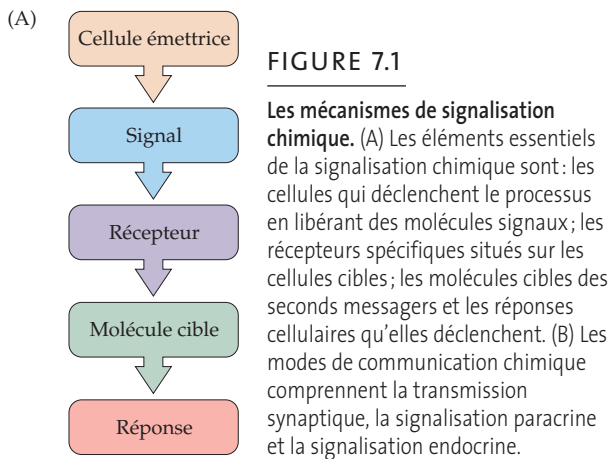 (A)
Cellule émettrice
Signal
Récepteur
Molécule cible
Réponse
FIGURE 7.1
Les mécanismes de signalisation
chimique. (A) Les éléments essentiels
de la signalisation chimique sont : les
cellules qui déclenchent le processus
en libérant des molécules signaux ; les
récepteurs spécifiques situés sur les
cellules cibles ; les molécules cibles des
seconds messagers et les réponses
cellulaires qu'elles déclenchent. (B) Les
modes de communication chimique
comprennent la transmission
synaptique, la signalisation paracrine
et la signalisation endocrine.